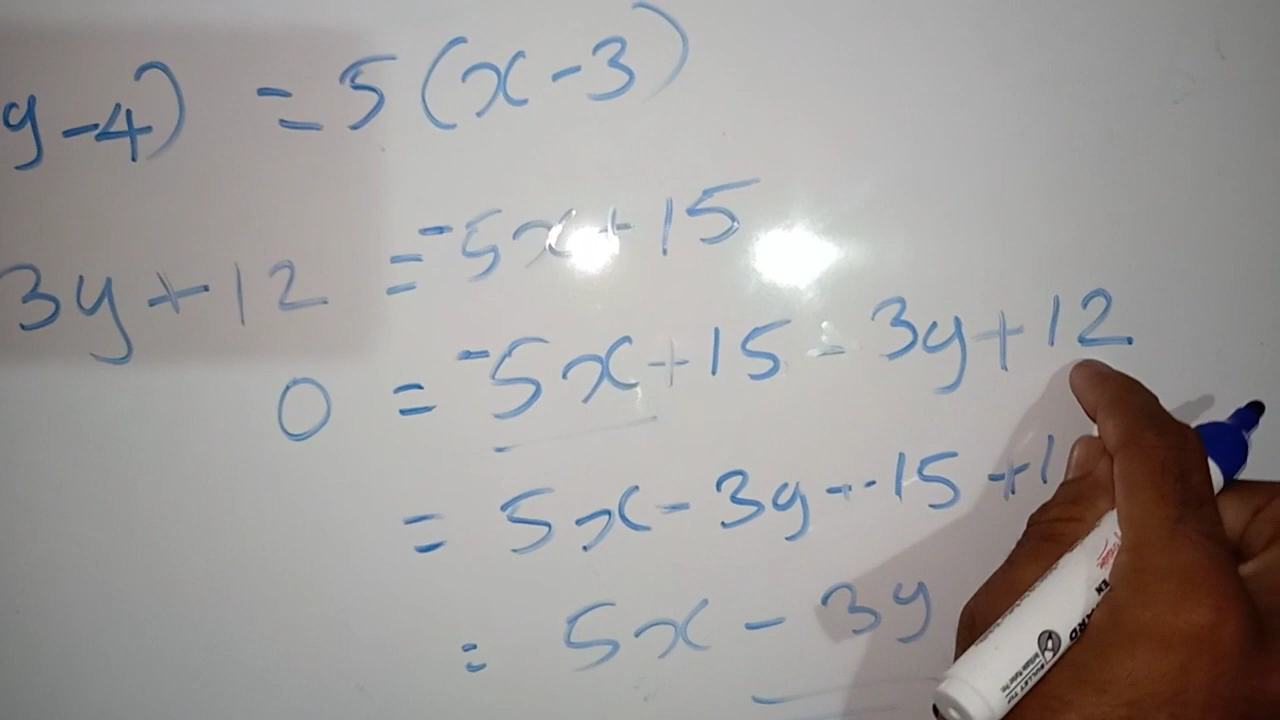 y-4) = 5(x-3)
3y+12 = -5x+15
0 = -5x+15-3y+12
= 5x-3y-15+1
= 5x-3y